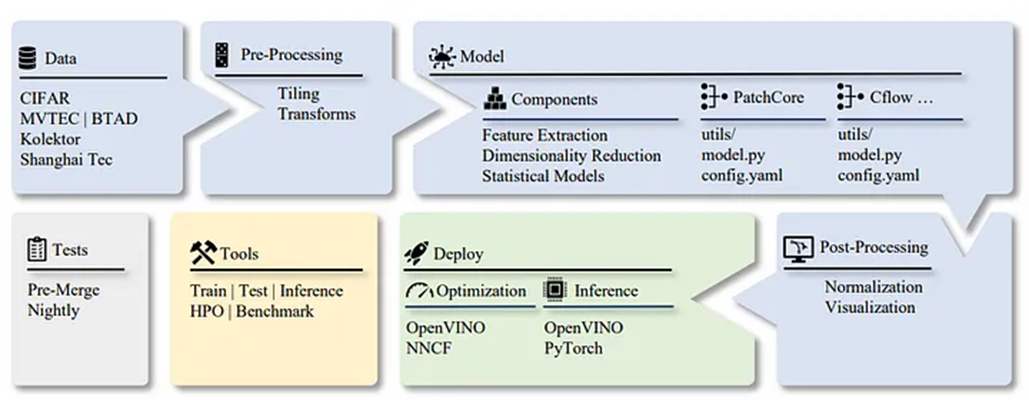 Data
CIFAR
MVTEC | BTAD
Kolektor
Shanghai Tec
Pre-Processing
Tiling
Transforms
Model
Components
Feature Extraction
Dimensionality Reduction
Statistical Models
PatchCore
utils/
model.py
config.yaml
Cflow ...
utils/
model.py
config.yaml
Tests
Pre-Merge
Nightly
Tools
Train | Test | Inference
HPO | Benchmark
Deploy
Optimization
OpenVINO
NNCF
Inference
OpenVINO
PyTorch
Post-Processing
Normalization
Visualization